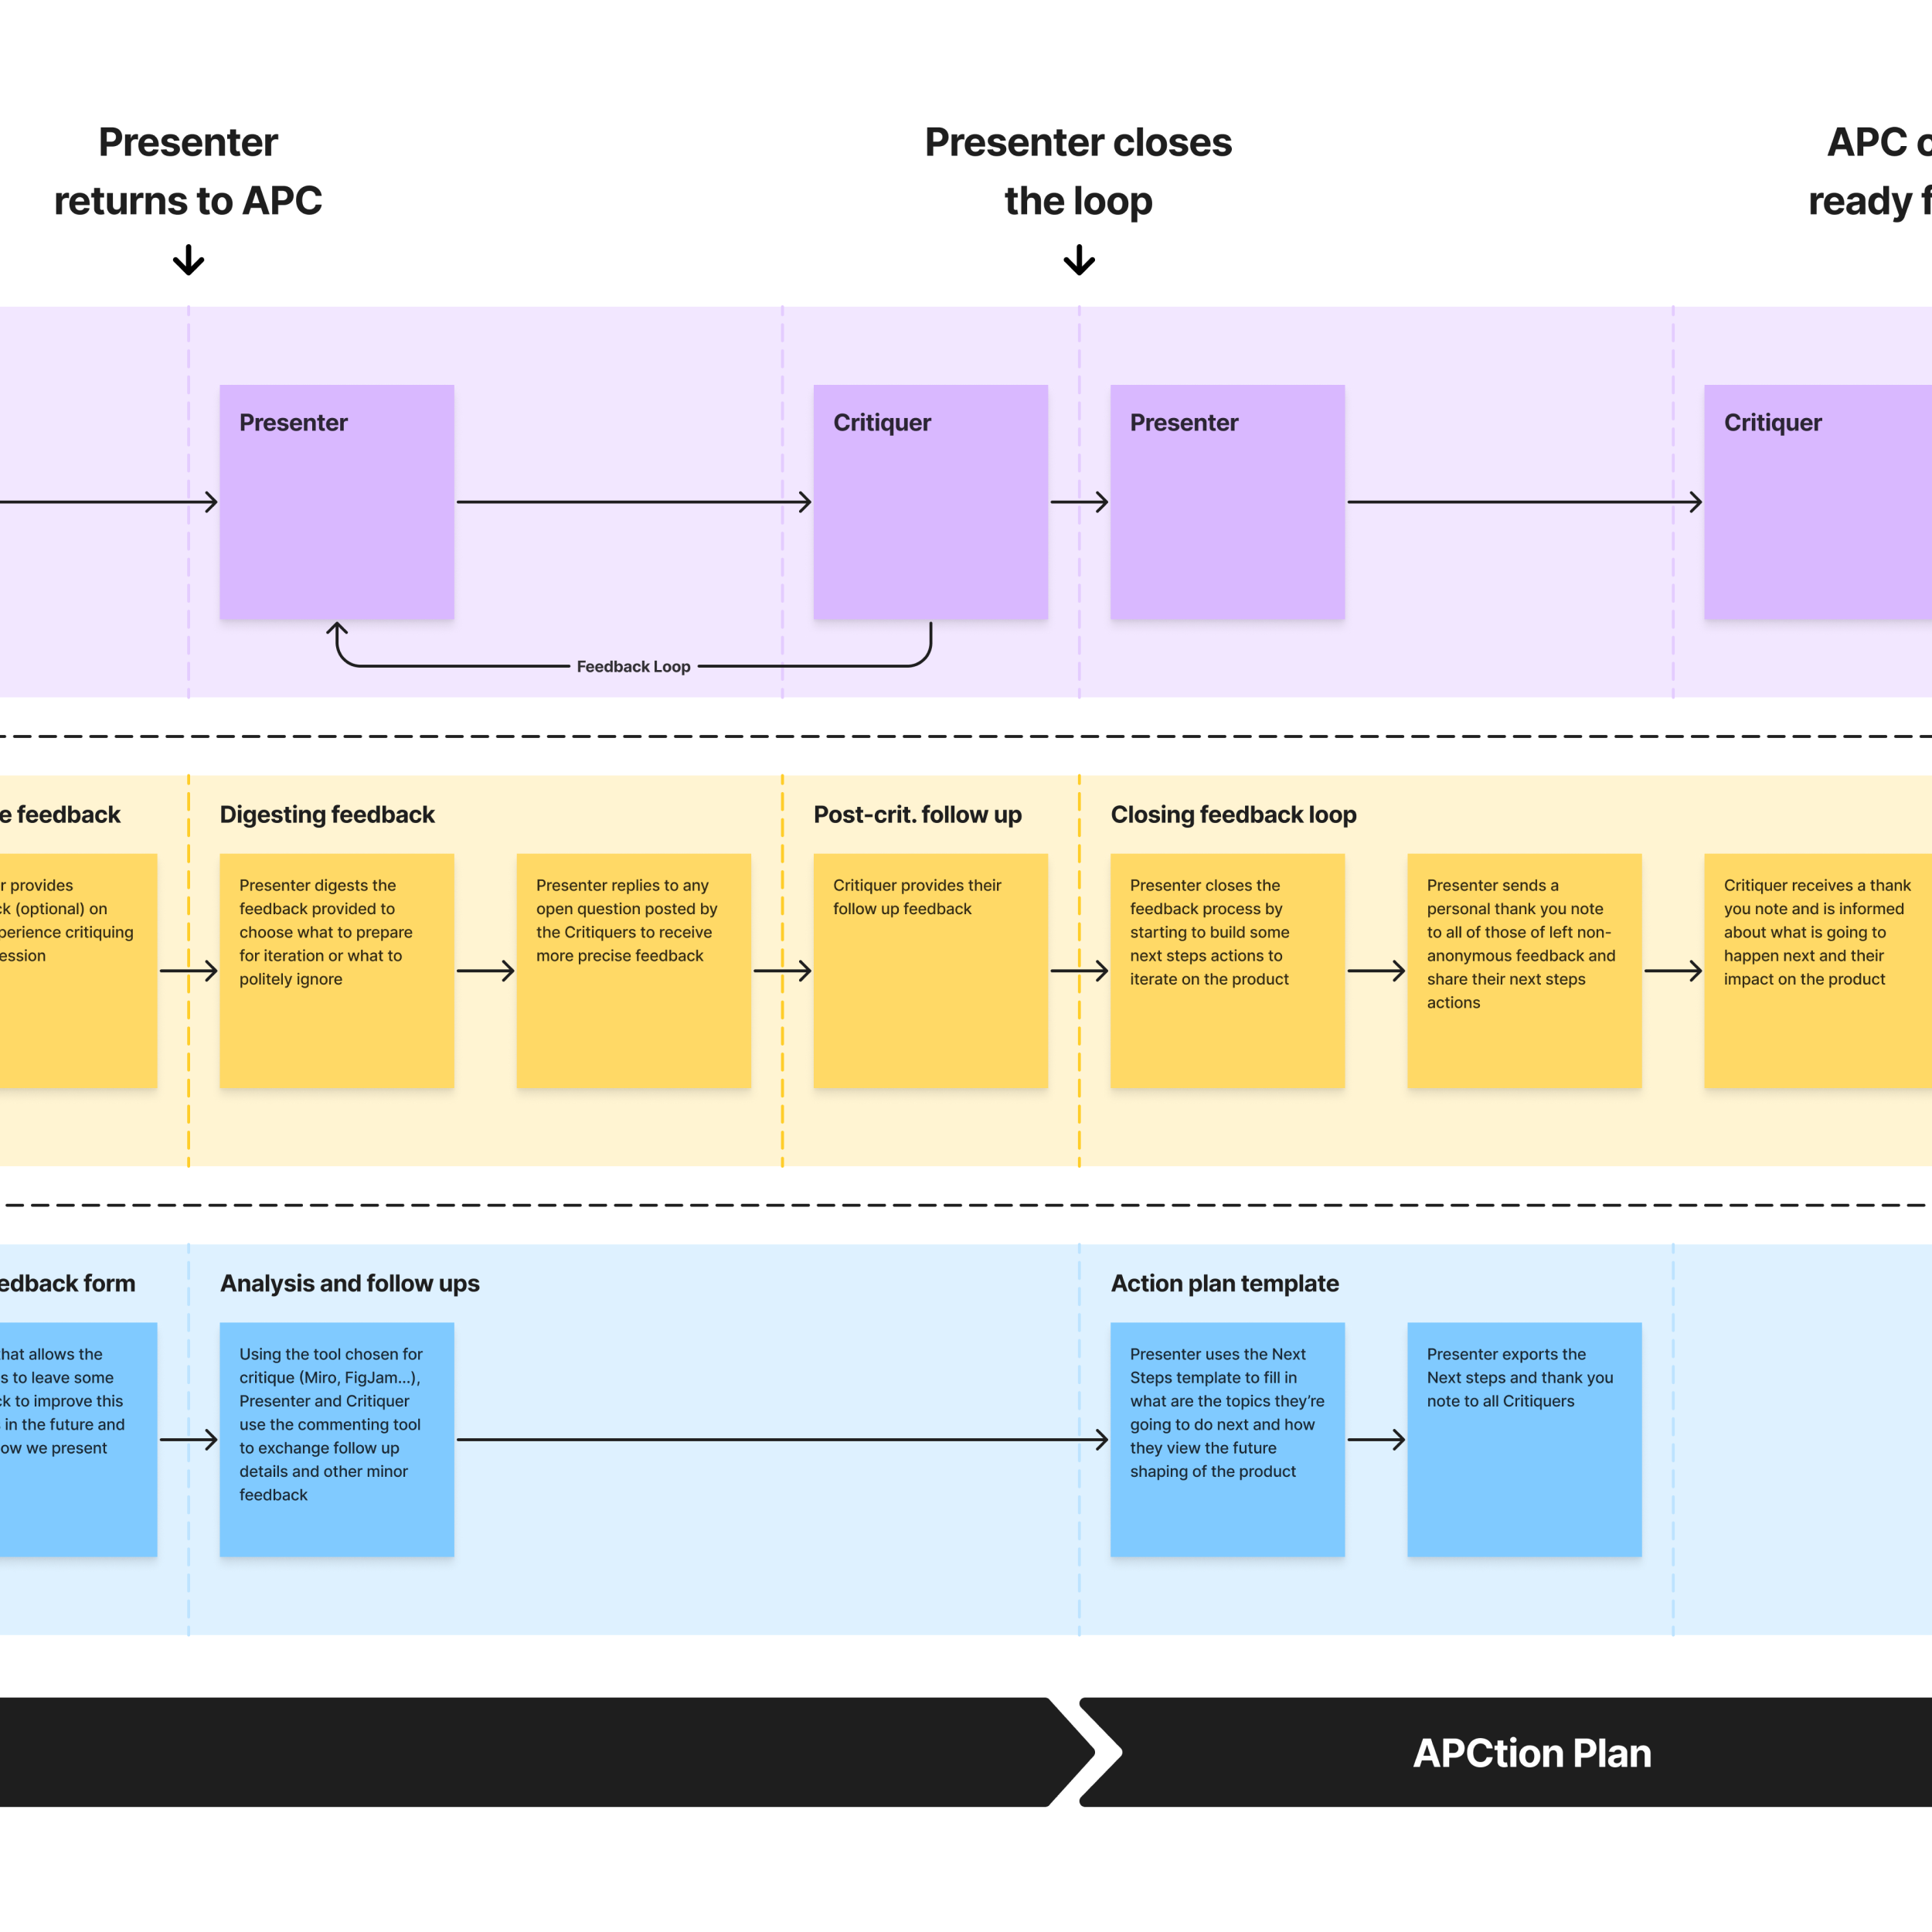 Presenter
returns to APC
Presenter closes
the loop
APC
ready
Presenter
Critiquer
Presenter
Critiquer
Feedback Loop
feedback
Digesting feedback
Post-crit. follow up
Closing feedback loop
provides
(optional) on
critiquing
Presenter digests the
feedback provided to
choose what to prepare
for iteration or what to
politely ignore
Presenter replies to any
open question posted by
the Critiquers to receive
more precise feedback
Critiquer provides their
follow up feedback
Presenter closes the
feedback process by
starting to build some
next steps actions to
iterate on the product
Presenter sends a
personal thank you note
to all of those of left non-
anonymous feedback and
share their next steps
actions
Critiquer receives a thank
you note and is informed
about what is going to
happen next and their
impact on the product
form
Analysis and follow ups
Action plan template
allows the
to leave some
to improve this
in the future and
we present
Using the tool chosen for
critique (Miro, FigJam...),
Presenter and Critiquer
use the commenting tool
to exchange follow up
details and other minor
feedback
Presenter uses the Next
Steps template to fill in
what are the topics they’re
going to do next and how
they view the future
shaping of the product
Presenter exports the
Next steps and thank you
note to all Critiquers
APCtion Plan